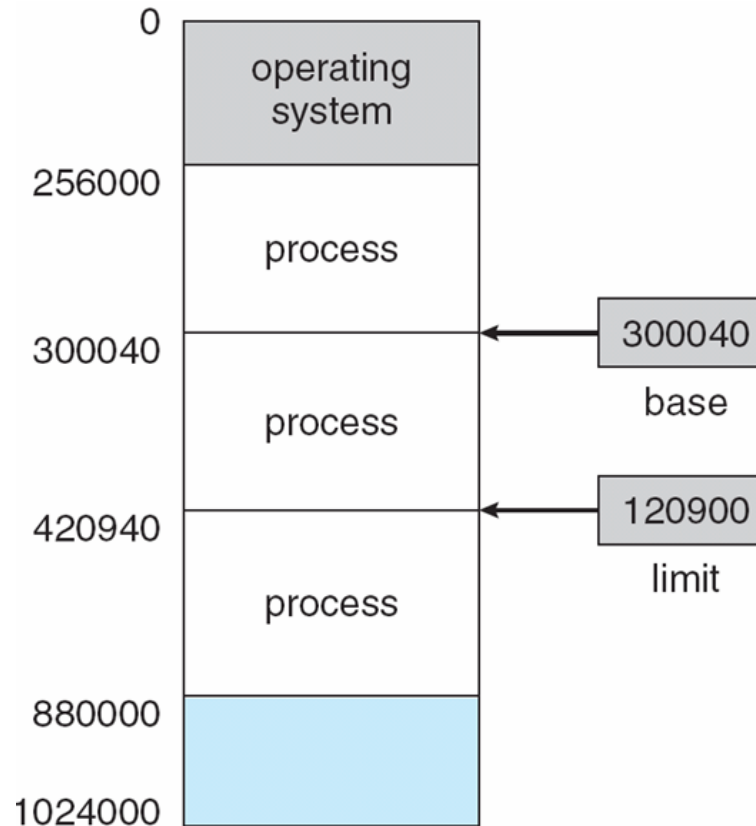 0
operating
system
256000
process
300040
300040
base
process
420940
120900
limit
process
880000
1024000